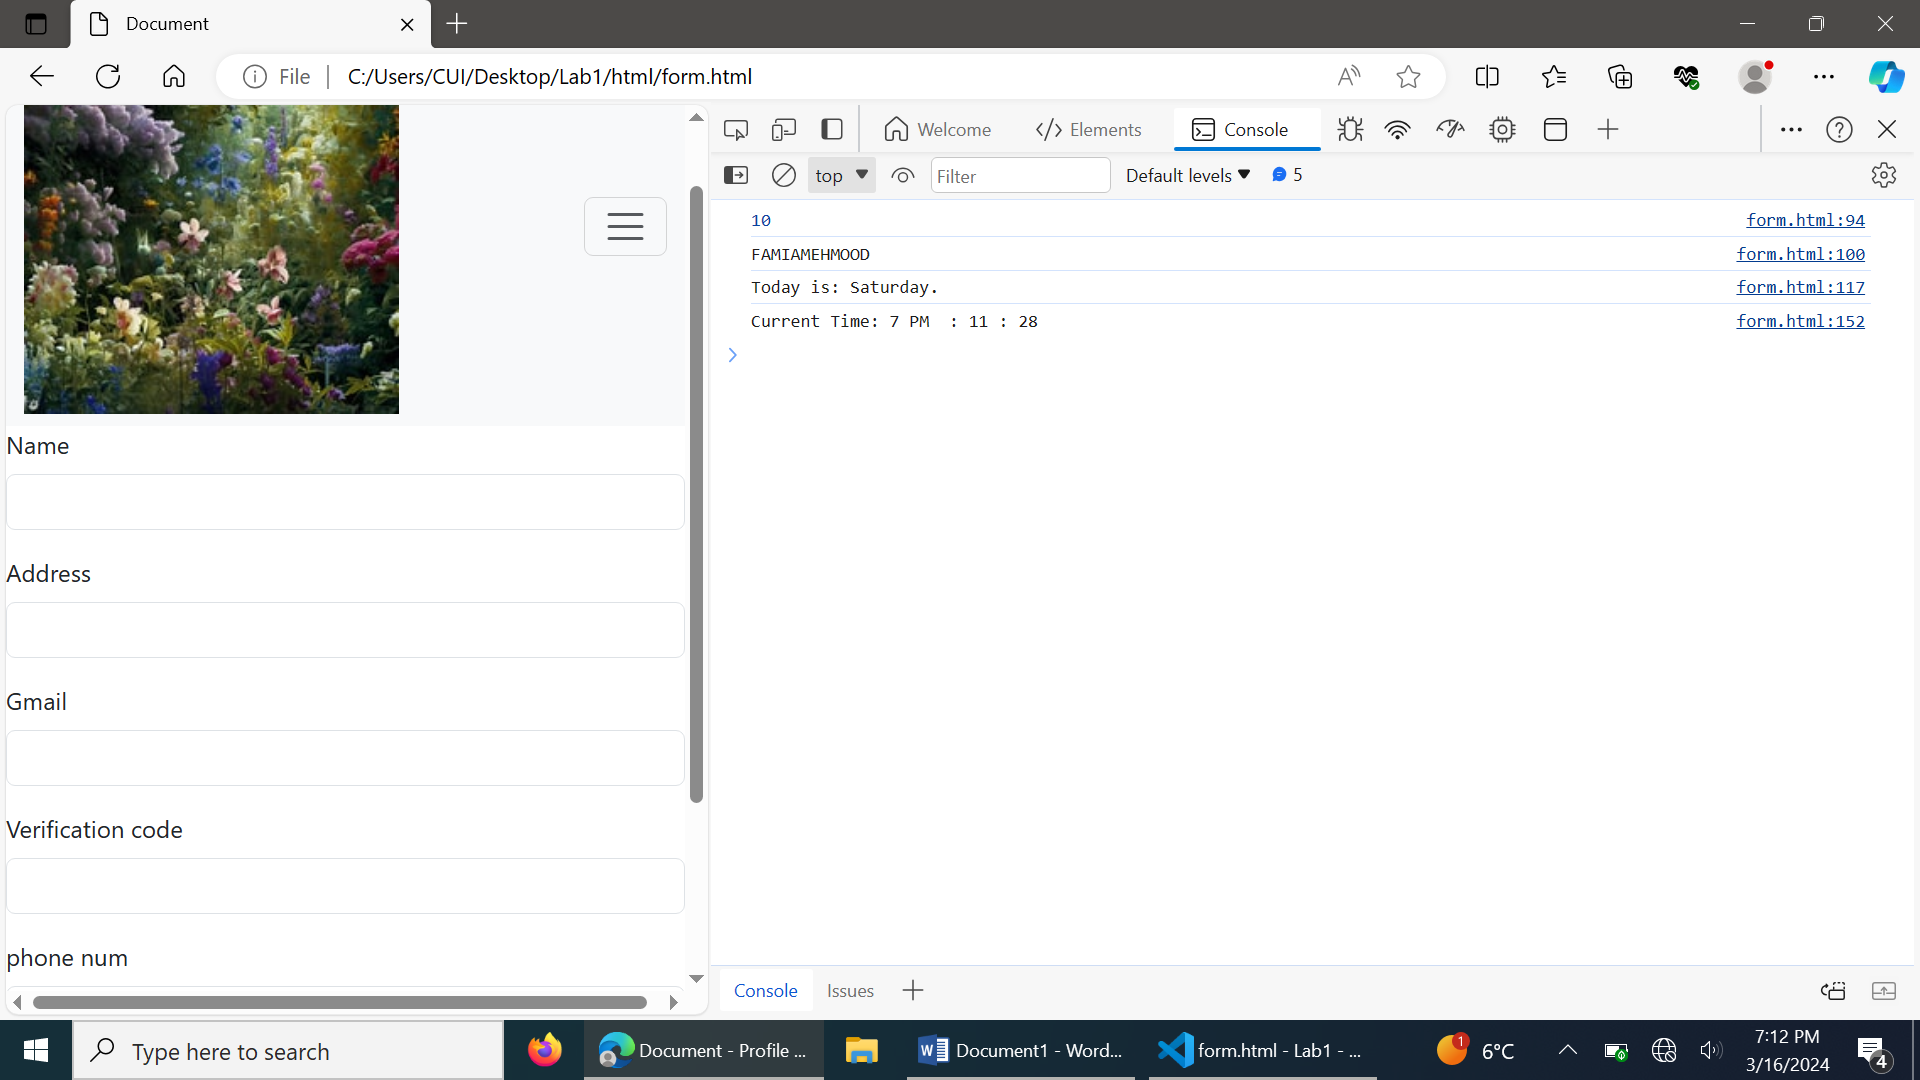 Document
File
C:/Users/CUI/Desktop/Lab1/html/form.html
Welcome
Elements
Console
top
Filter
Default levels
5
10 form.html:94
FAMIAMEHMOOD form.html:100
Today is: Saturday. form.html:117
Current Time: 7 PM  : 11 : 28 form.html:152
Name
Address
Gmail
Verification code
phone num
Console
Issues
Type here to search
Document - Profile ...
Document1 - Word...
form.html - Lab1 - ...
1
6°C
7:12 PM
3/16/2024
4